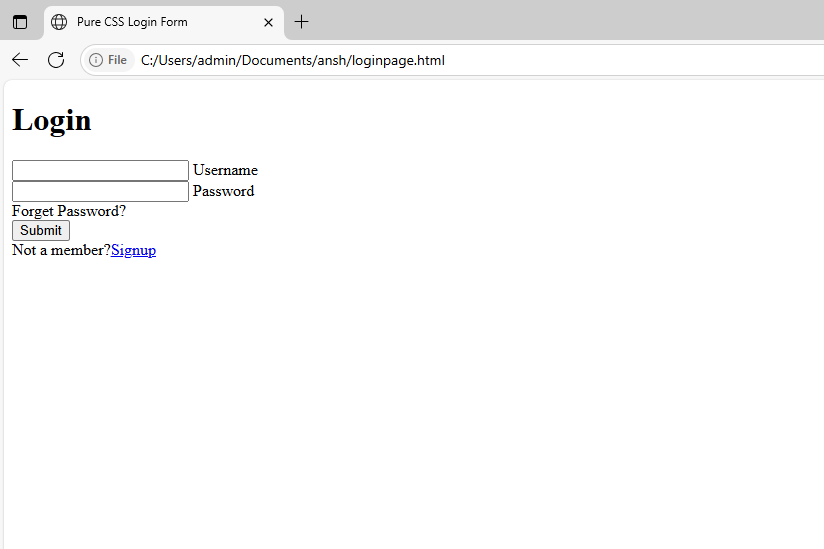 Pure CSS Login Form
File C:/Users/admin/Documents/ansh/loginpage.html
Login
Username
Password
Forget Password?
Submit
Not a member?Signup